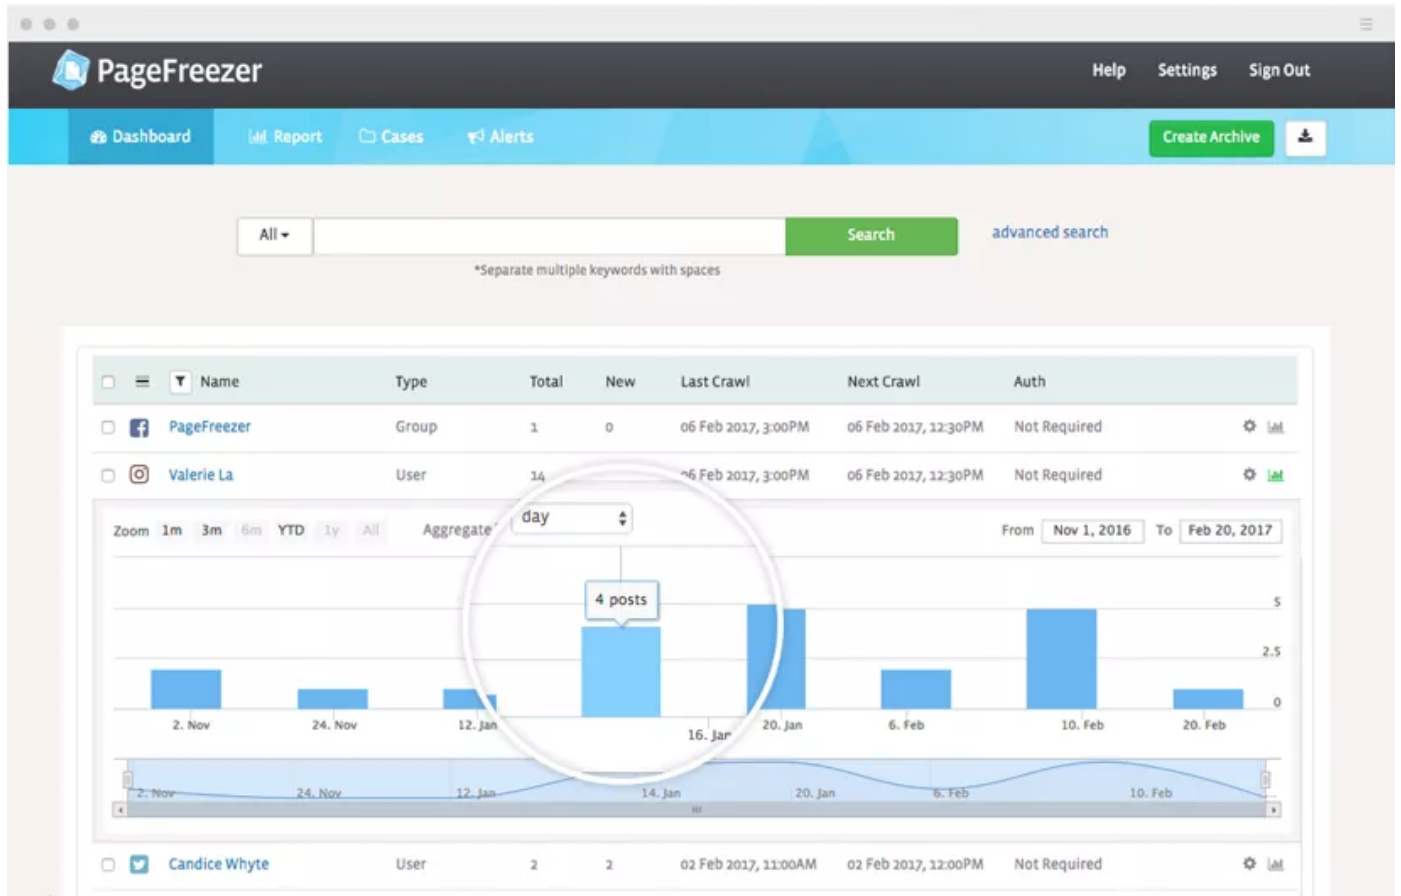 PageFreezer
Help Settings Sign Out
Dashboard Report Cases Alerts Create Archive
All Search advanced search
*Separate multiple keywords with spaces
Name Type Total New Last Crawl Next Crawl Auth
PageFreezer Group 1 0 06 Feb 2017, 3:00PM 06 Feb 2017, 12:30PM Not Required
Valerie La User 14 06 Feb 2017, 3:00PM 06 Feb 2017, 12:30PM Not Required
Zoom 1m 3m 6m YTD 1y All Aggregate day From Nov 1, 2016 To Feb 20, 2017
4 posts
5
2.5
0
2. Nov 24. Nov 12. Jan 16. Jan 20. Jan 6. Feb 10. Feb 20. Feb
2. Nov 24. Nov 12. Jan 14. Jan 20. Jan 6. Feb 10. Feb
Candice Whyte User 2 2 02 Feb 2017, 11:00AM 02 Feb 2017, 12:00PM Not Required